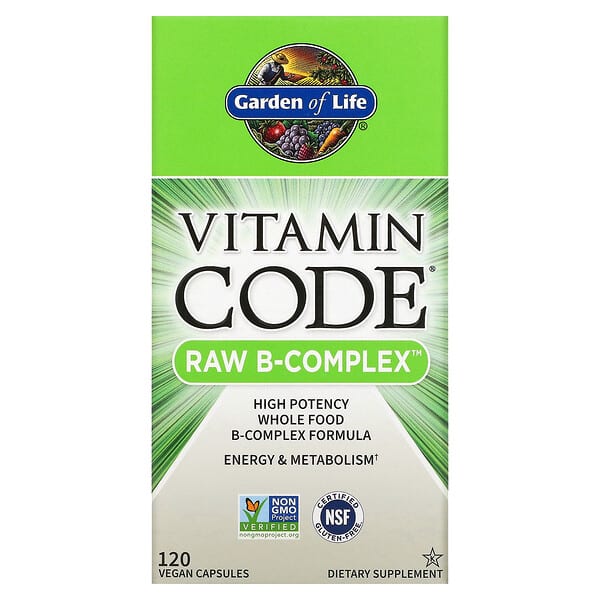 Garden of Life®
VITAMIN
CODE®
RAW B-COMPLEX™
HIGH POTENCY
WHOLE FOOD
B-COMPLEX FORMULA
ENERGY & METABOLISM†
NON
GMO
Project
VERIFIED
nongmoproject.org
CERTIFIED
NSF
GLUTEN-FREE
K
120
VEGAN CAPSULES
DIETARY SUPPLEMENT